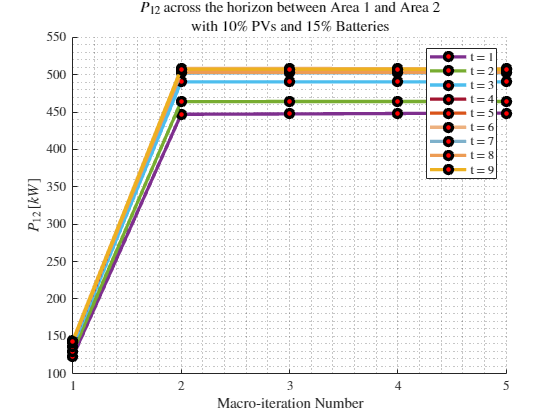 P12 across the horizon between Area 1 and Area 2
with 10% PVs and 15% Batteries
550
500
450
400
350
300
250
200
150
100
P12 [kW]
1 2 3 4 5
Macro-iteration Number
t = 1
t = 2
t = 3
t = 4
t = 5
t = 6
t = 7
t = 8
t = 9